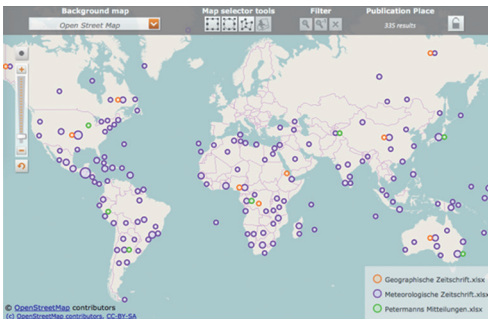 Background map
Map selector tools
Filter
Publication Place
Open Street Map
335 results
Geographische Zeitschrift.xlsx
Meteorologische Zeitschrift.xlsx
Petermanns Mitteilungen.xlsx
© OpenStreetMap contributors
(c) OpenStreetMap contributors, CC-BY-SA